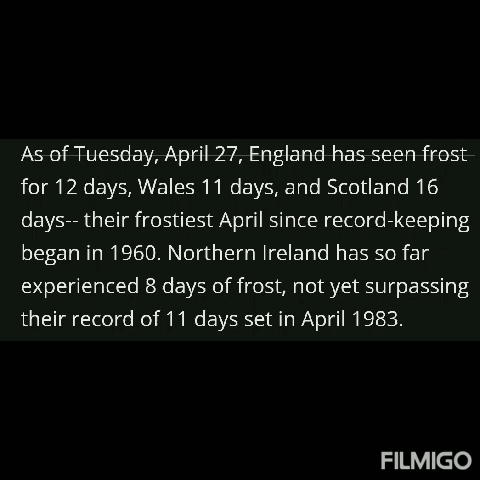 As of Tuesday, April 27, England has seen frost
for 12 days, Wales 11 days, and Scotland 16
days-- their frostiest April since record-keeping
began in 1960. Northern Ireland has so far
experienced 8 days of frost, not yet surpassing
their record of 11 days set in April 1983.
FILMIGO